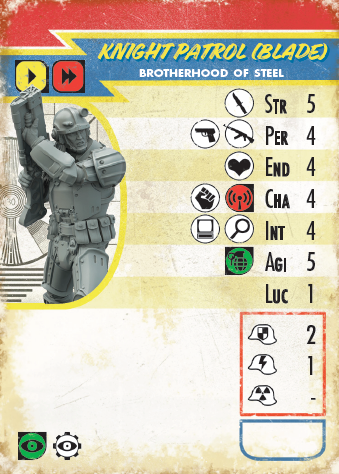 KNIGHT PATROL (BLADE)
BROTHERHOOD OF STEEL
STR 5
PER 4
END 4
CHA 4
INT 4
AGI 5
LUC 1
2
1
-